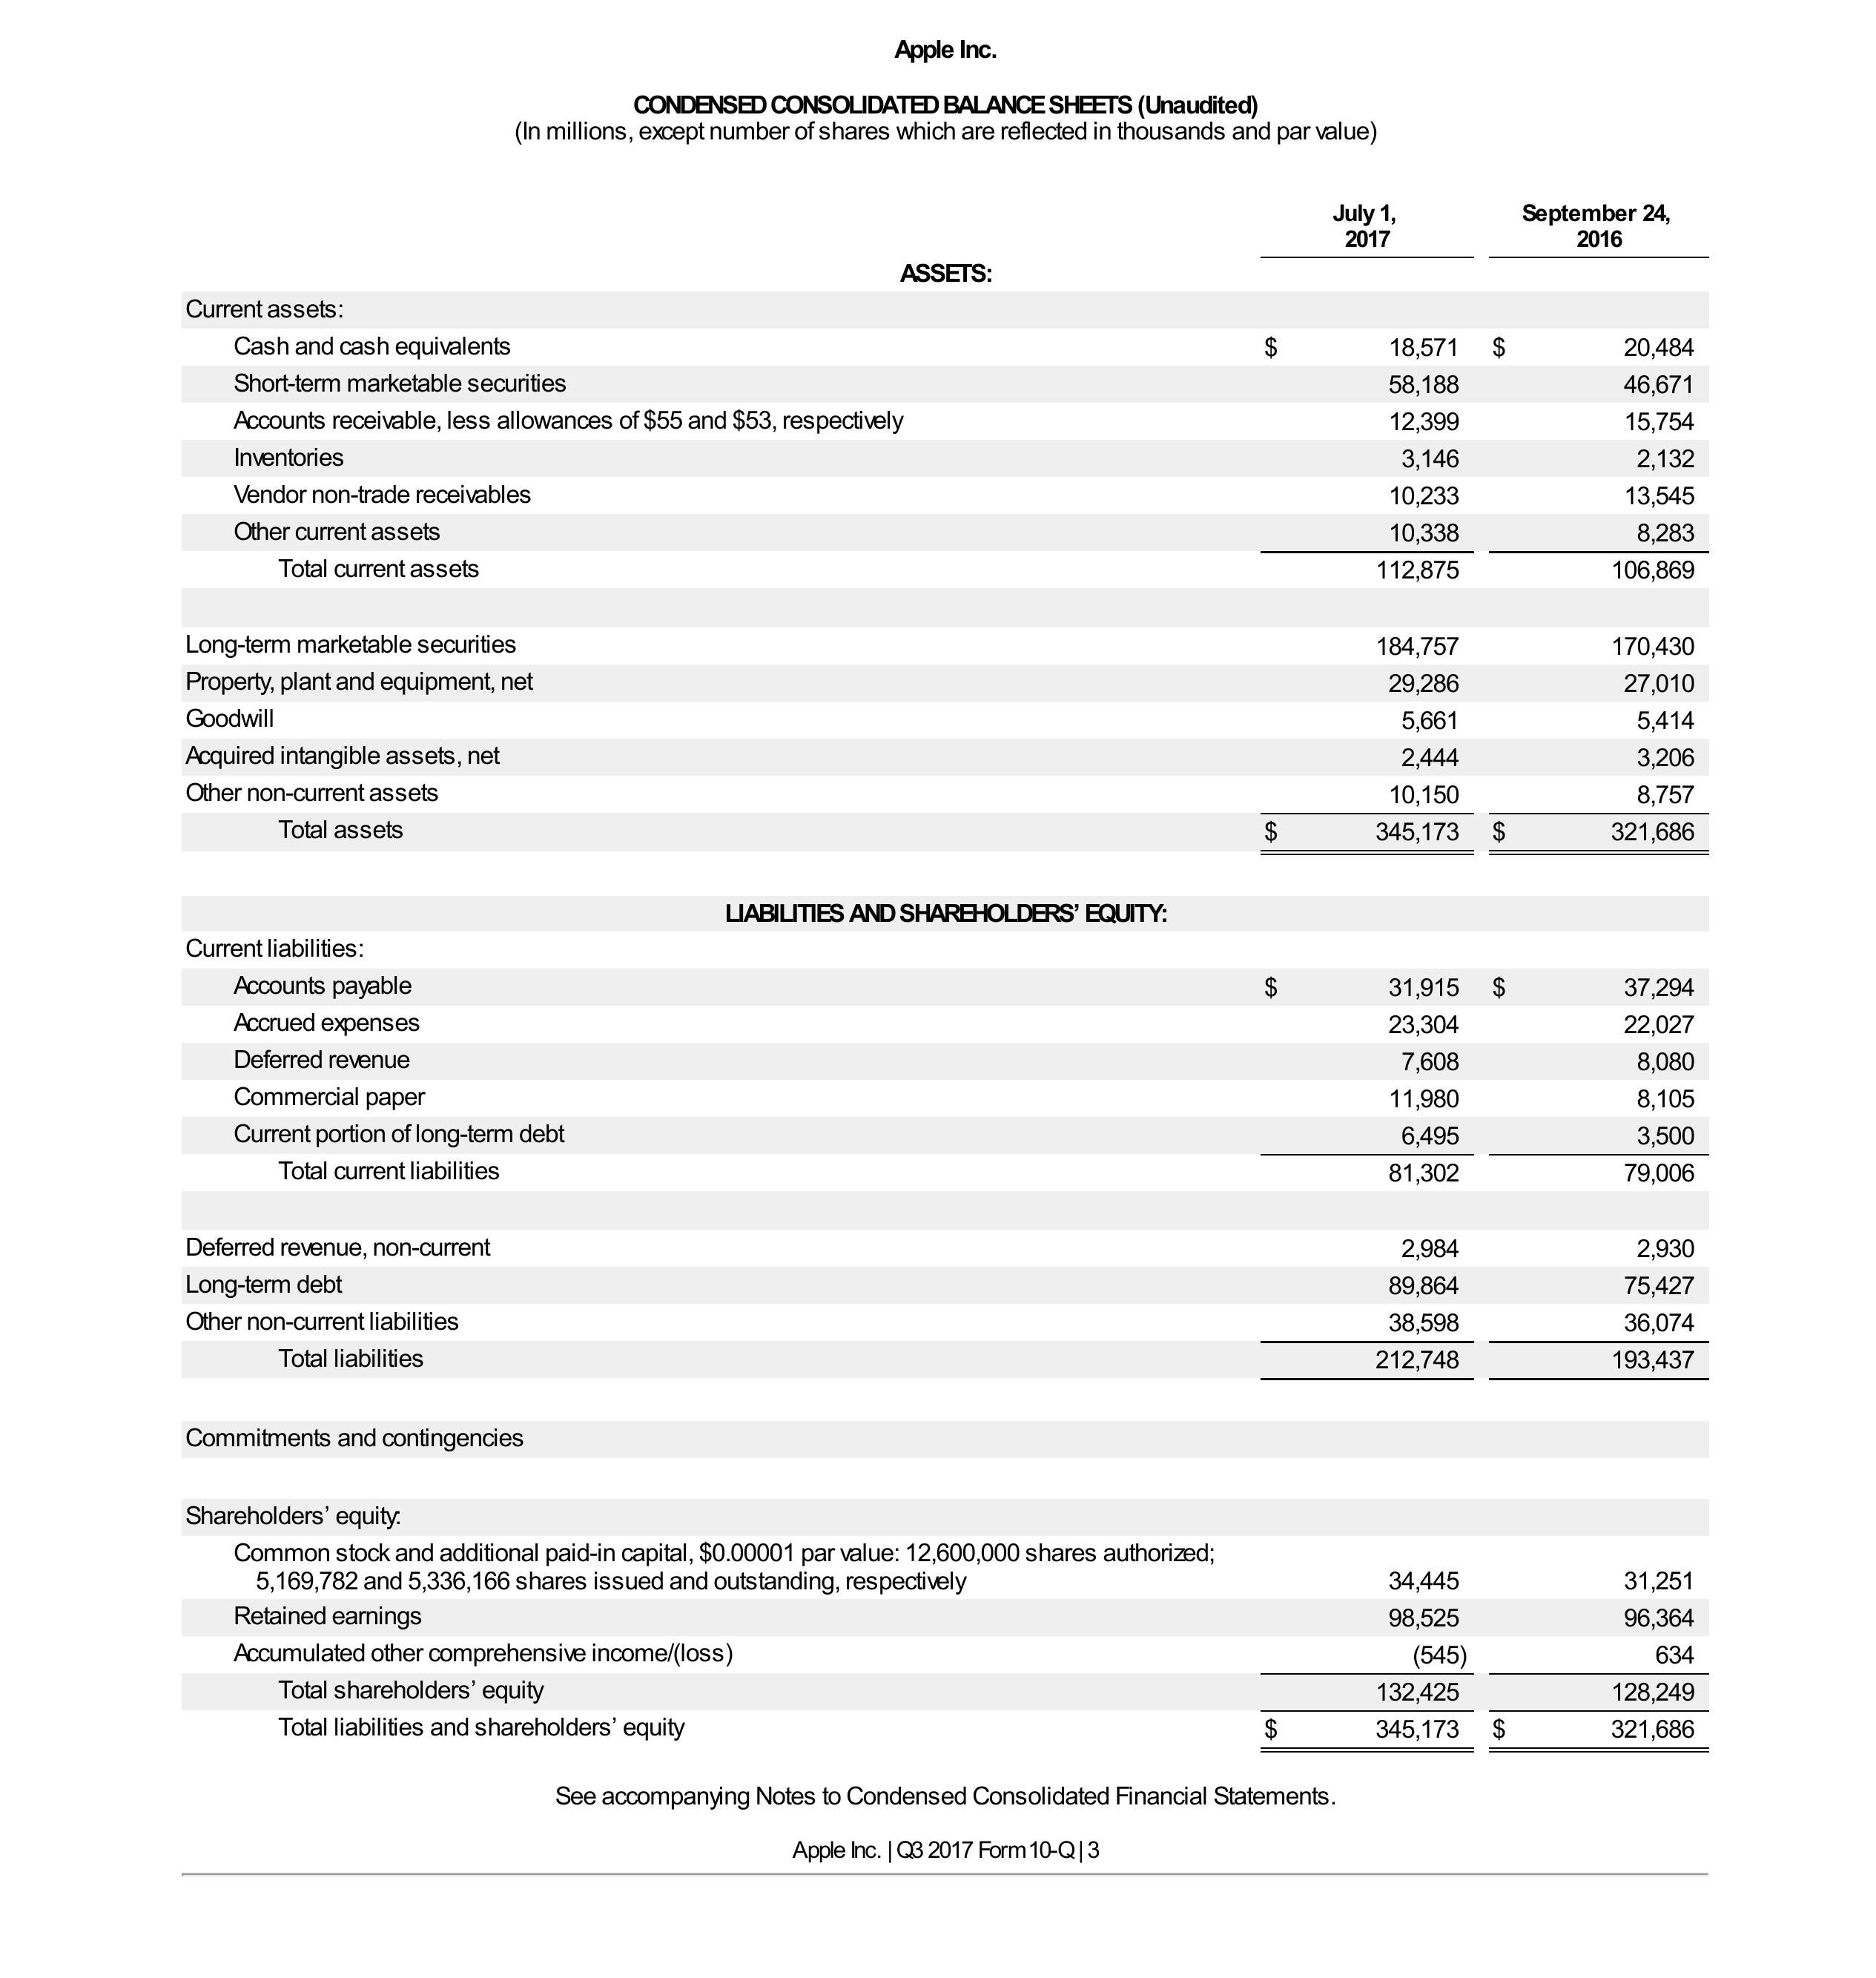 Apple Inc.
CONDENSED CONSOLIDATED BALANCE SHEETS (Unaudited)
(In millions, except number of shares which are reflected in thousands and par value)
July 1, 2017 September 24, 2016
ASSETS:
Current assets:
Cash and cash equivalents $ 18,571 $ 20,484
Short-term marketable securities 58,188 46,671
Accounts receivable, less allowances of $55 and $53, respectively 12,399 15,754
Inventories 3,146 2,132
Vendor non-trade receivables 10,233 13,545
Other current assets 10,338 8,283
Total current assets 112,875 106,869
Long-term marketable securities 184,757 170,430
Property, plant and equipment, net 29,286 27,010
Goodwill 5,661 5,414
Acquired intangible assets, net 2,444 3,206
Other non-current assets 10,150 8,757
Total assets $ 345,173 $ 321,686
LIABILITIES AND SHAREHOLDERS’ EQUITY:
Current liabilities:
Accounts payable $ 31,915 $ 37,294
Accrued expenses 23,304 22,027
Deferred revenue 7,608 8,080
Commercial paper 11,980 8,105
Current portion of long-term debt 6,495 3,500
Total current liabilities 81,302 79,006
Deferred revenue, non-current 2,984 2,930
Long-term debt 89,864 75,427
Other non-current liabilities 38,598 36,074
Total liabilities 212,748 193,437
Commitments and contingencies
Shareholders’ equity:
Common stock and additional paid-in capital, $0.00001 par value: 12,600,000 shares authorized;
5,169,782 and 5,336,166 shares issued and outstanding, respectively 34,445 31,251
Retained earnings 98,525 96,364
Accumulated other comprehensive income/(loss) (545) 634
Total shareholders’ equity 132,425 128,249
Total liabilities and shareholders’ equity $ 345,173 $ 321,686
See accompanying Notes to Condensed Consolidated Financial Statements.
Apple Inc. | Q3 2017 Form 10-Q | 3